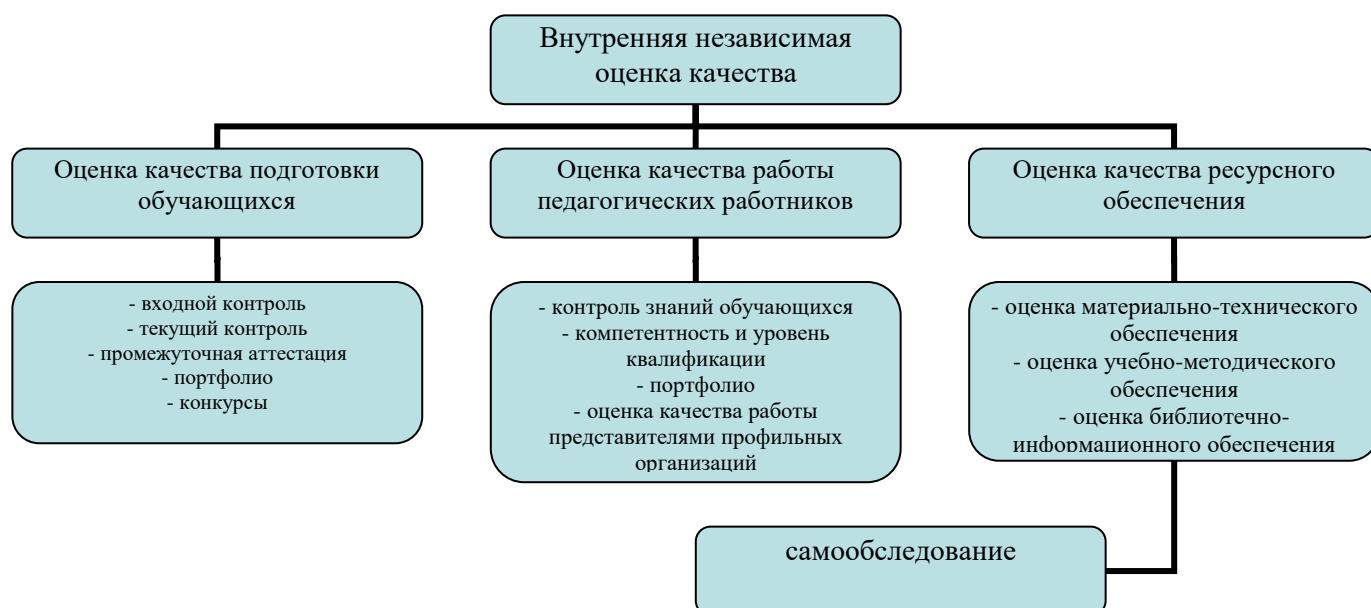 Внутренняя независимая
оценка качества
Оценка качества подготовки
обучающихся
Оценка качества работы
педагогических работников
Оценка качества ресурсного
обеспечения
- входной контроль
- текущий контроль
- промежуточная аттестация
- портфолио
- конкурсы
- контроль знаний обучающихся
- компетентность и уровень
квалификации
- портфолио
- оценка качества работы
представителями профильных
организаций
- оценка материально-технического
обеспечения
- оценка учебно-методического
обеспечения
- оценка библиотечно-
информационного обеспечения
самообследование